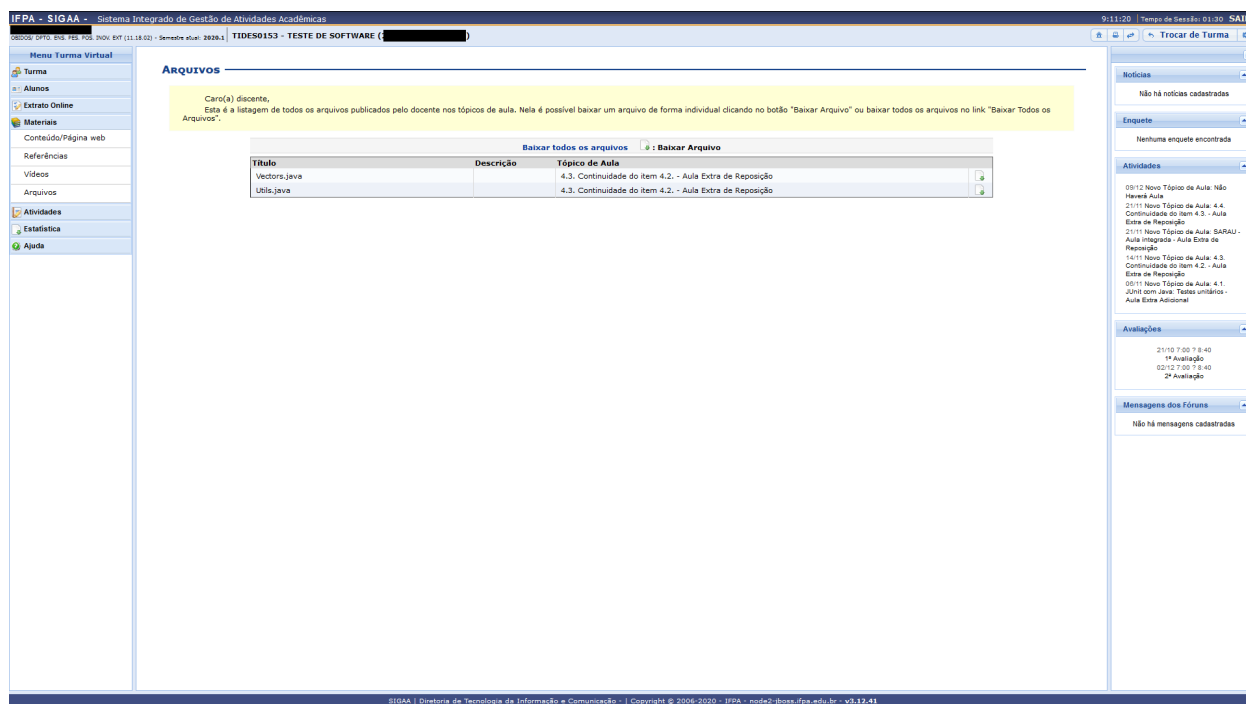 IFPA - SIGAA - Sistema Integrado de Gestão de Atividades Acadêmicas
9:11:20 | Tempo de Sessão: 01:30 SAI
OBIDOS/ DPTO. ENS. PES. POS. INOV. EXT (11.18.02) - Semestre atual: 2020.1
TIDES0153 - TESTE DE SOFTWARE (
)
Trocar de Turma
Menu Turma Virtual
Turma
Alunos
Extrato Online
Materiais
Conteúdo/Página web
Referências
Vídeos
Arquivos
Atividades
Estatística
Ajuda
Arquivos
Caro(a) discente,
Esta é a listagem de todos os arquivos publicados pelo docente nos tópicos de aula. Nela é possível baixar um arquivo de forma individual clicando no botão "Baixar Arquivo" ou baixar todos os arquivos no link "Baixar Todos os
Arquivos".
Baixar todos os arquivos : Baixar Arquivo
Título Descrição Tópico de Aula
Vectors.java 4.3. Continuidade do item 4.2. - Aula Extra de Reposição
Utils.java 4.3. Continuidade do item 4.2. - Aula Extra de Reposição
Notícias
Não há notícias cadastradas
Enquete
Nenhuma enquete encontrada
Atividades
09/12 Novo Tópico de Aula: Não
Haverá Aula
21/11 Novo Tópico de Aula: 4.4.
Continuidade do item 4.3. - Aula
Extra de Reposição
21/11 Novo Tópico de Aula: SARAU -
Aula integrada - Aula Extra de
Reposição
14/11 Novo Tópico de Aula: 4.3.
Continuidade do item 4.2. - Aula
Extra de Reposição
06/11 Novo Tópico de Aula: 4.1.
JUnit com Java: Testes unitários -
Aula Extra Adicional
Avaliações
21/10 7:00 ? 8:40
1ª Avaliação
02/12 7:00 ? 8:40
2ª Avaliação
Mensagens dos Fóruns
Não há mensagens cadastradas
SIGAA | Diretoria de Tecnologia da Informação e Comunicação - | Copyright © 2006-2020 - IFPA - node2-jboss.ifpa.edu.br - v3.12.41